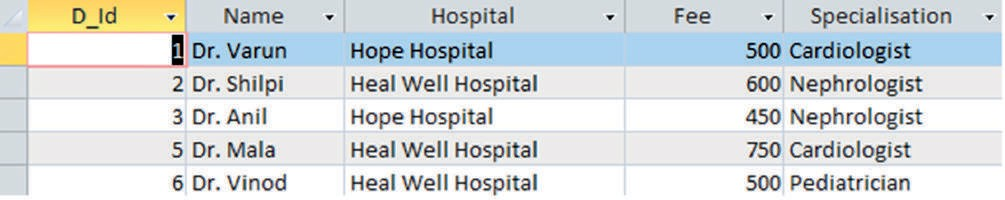 D_Id Name Hospital Fee Specialisation
1 Dr. Varun Hope Hospital 500 Cardiologist
2 Dr. Shilpi Heal Well Hospital 600 Nephrologist
3 Dr. Anil Hope Hospital 450 Nephrologist
5 Dr. Mala Heal Well Hospital 750 Cardiologist
6 Dr. Vinod Heal Well Hospital 500 Pediatrician